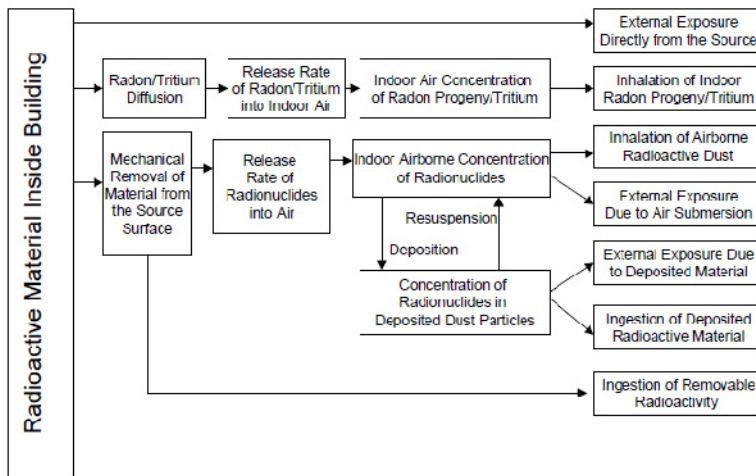 Radioactive Material Inside Building
External Exposure
Directly from the Source
Radon/Tritium
Diffusion
Release Rate
of Radon/Tritium
into Indoor Air
Indoor Air Concentration
of Radon Progeny/Tritium
Inhalation of Indoor
Radon Progeny/Tritium
Mechanical
Removal of
Material from
the Source
Surface
Release
Rate of
Radionuclides
into Air
Indoor Airborne Concentration
of Radionuclides
Inhalation of Airborne
Radioactive Dust
External Exposure
Due to Air Submersion
Resuspension
Deposition
Concentration of
Radionuclides in
Deposited Dust Particles
External Exposure Due
to Deposited Material
Ingestion of Deposited
Radioactive Material
Ingestion of Removable
Radioactivity